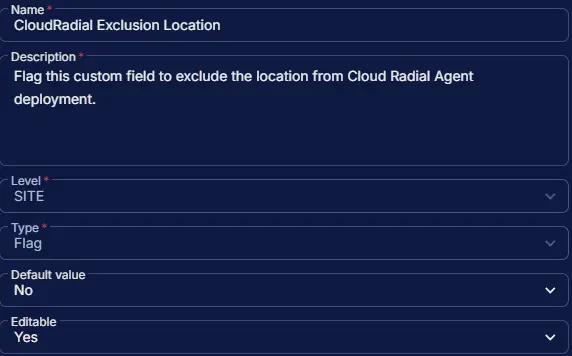 Name *
CloudRadial Exclusion Location
Description *
Flag this custom field to exclude the location from Cloud Radial Agent
deployment.
Level *
SITE
Type *
Flag
Default value
No
Editable
Yes